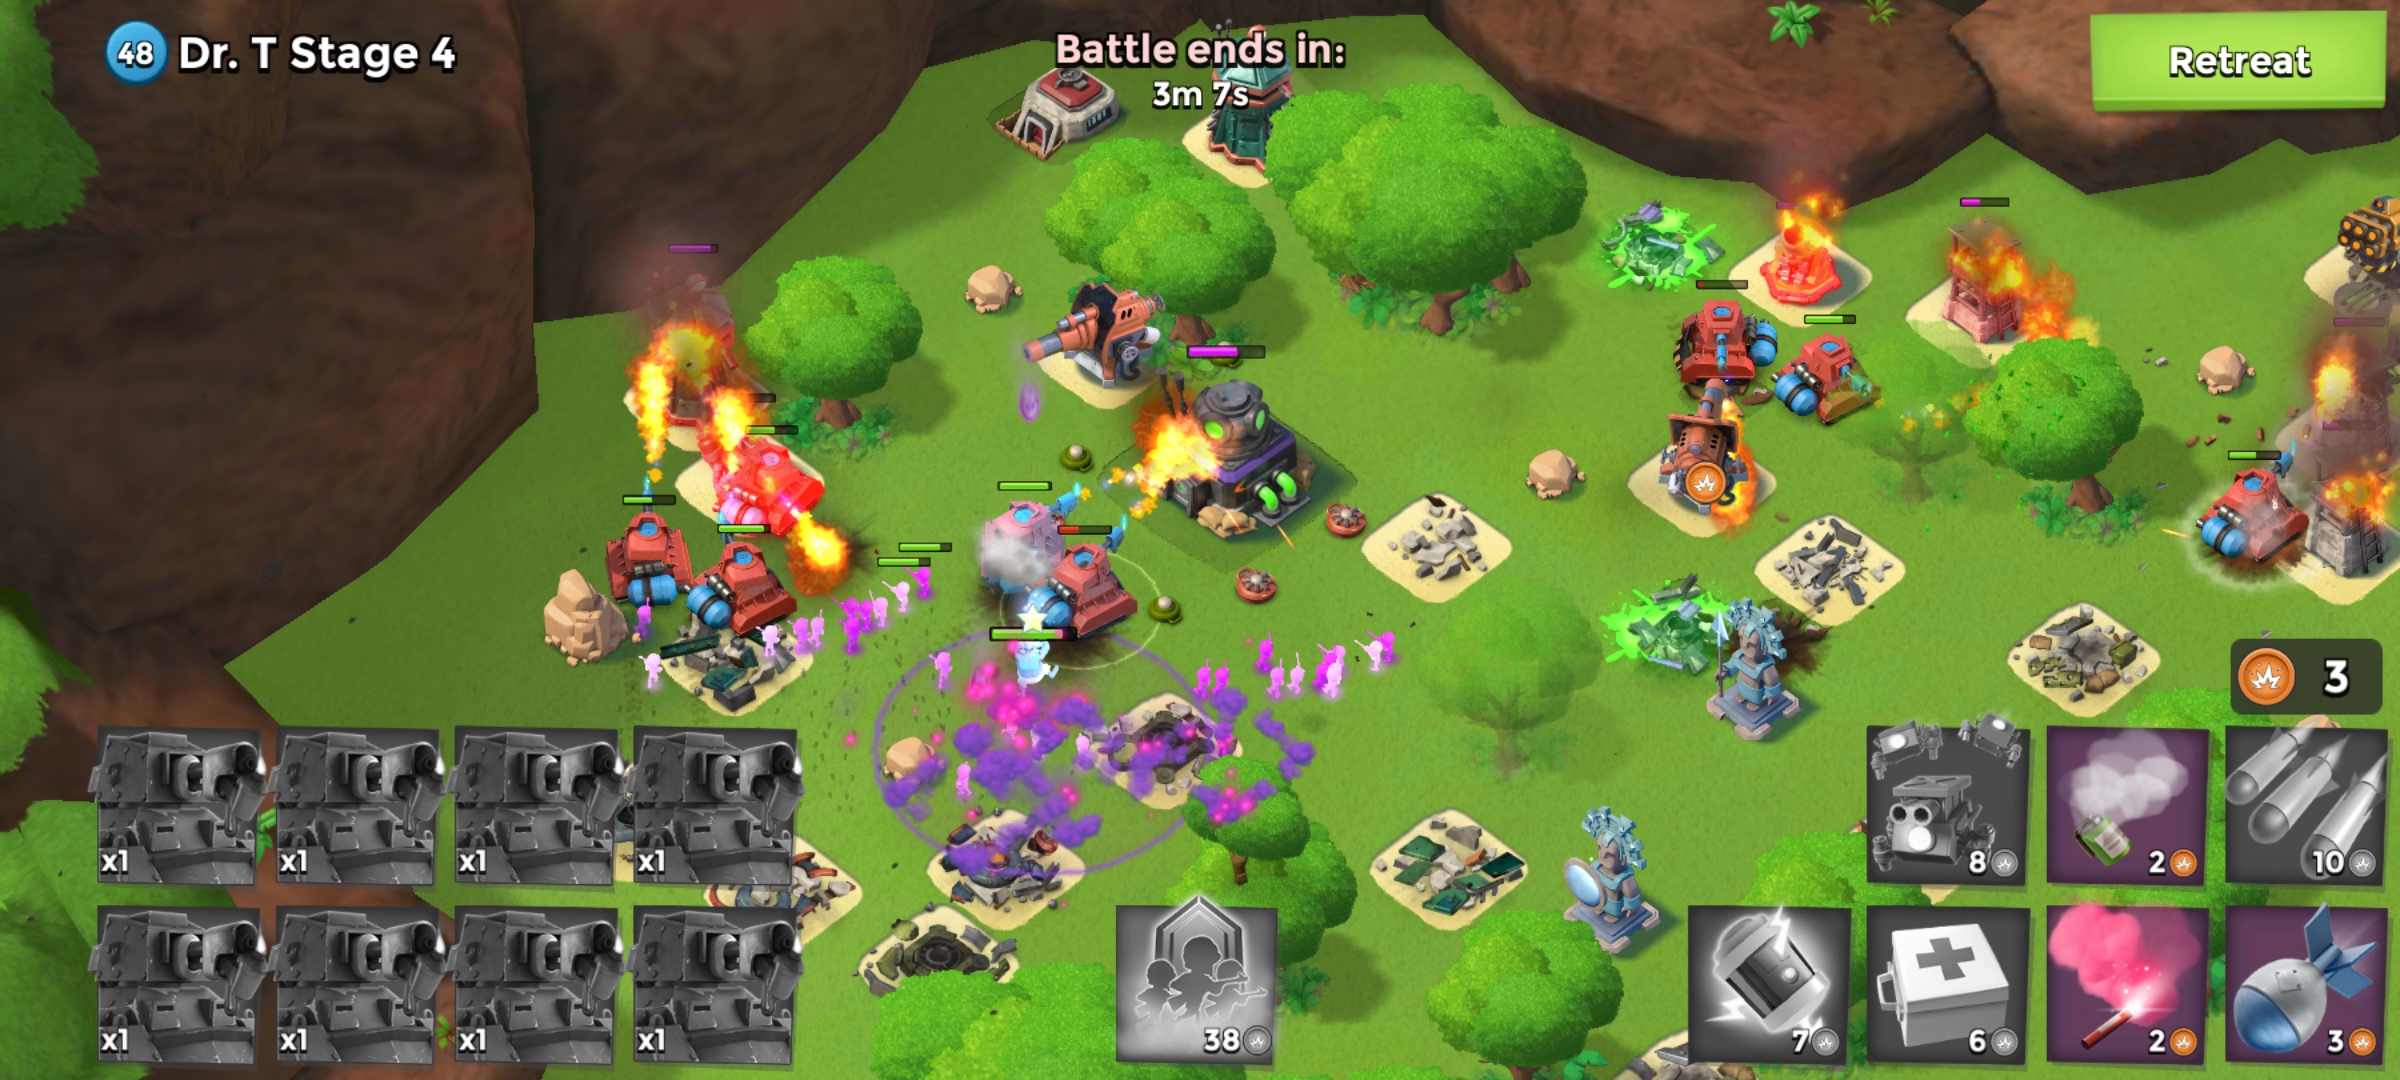 48 Dr. T Stage 4
Battle ends in:
3m 7s
Retreat
3
x1 x1 x1 x1
8 2 10
x1 x1 x1 x1
38 7 6 2 3